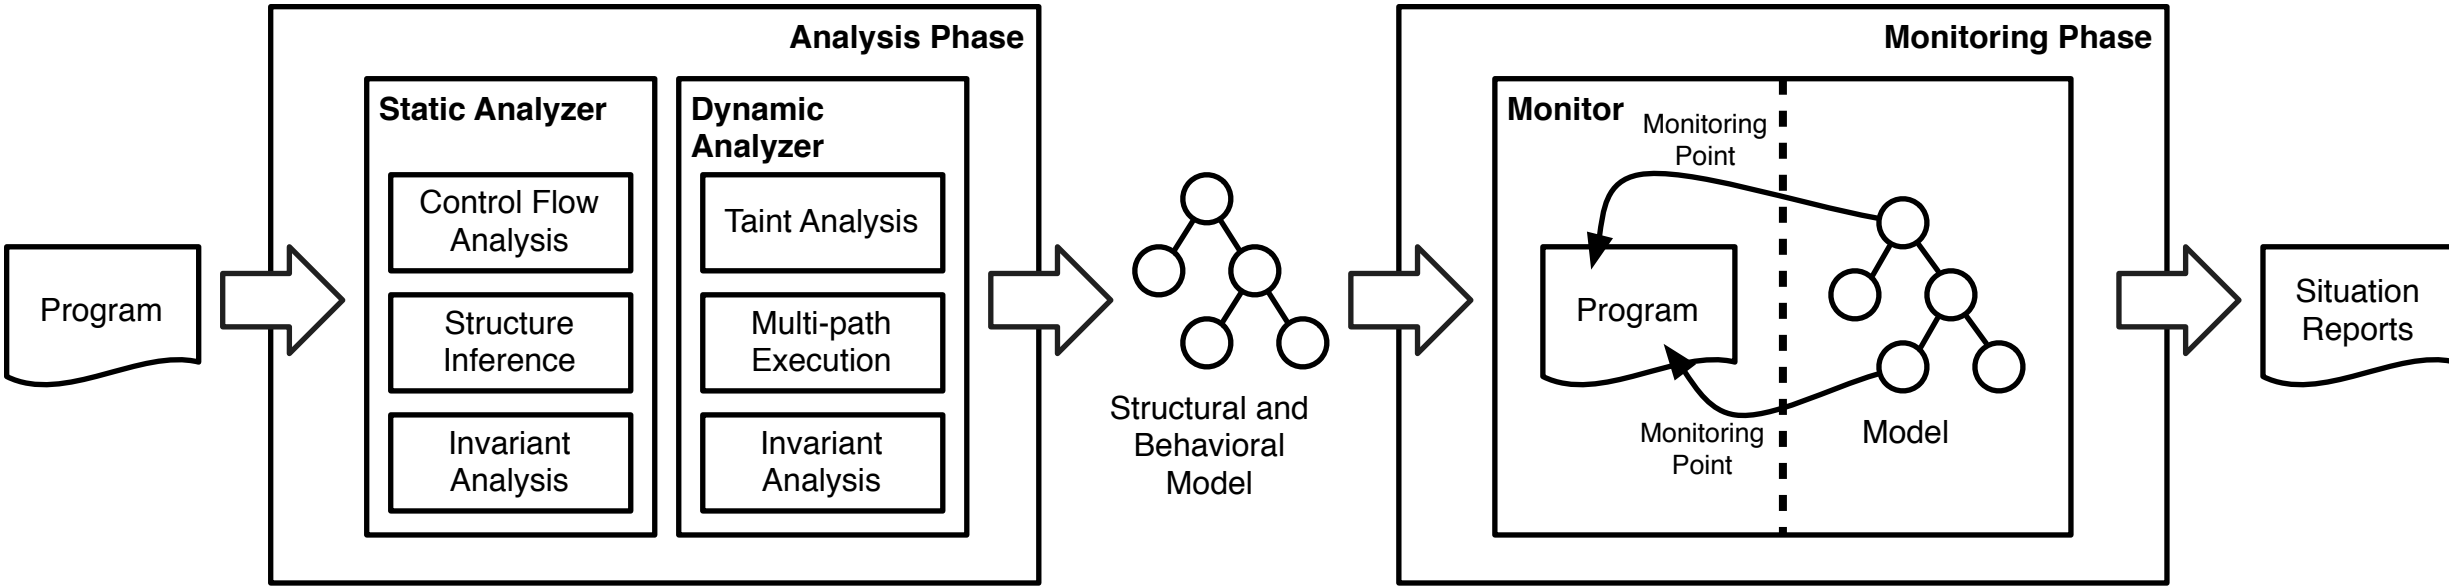 Program
Analysis Phase
Static Analyzer
Control Flow
Analysis
Structure
Inference
Invariant
Analysis
Dynamic
Analyzer
Taint Analysis
Multi-path
Execution
Invariant
Analysis
Structural and
Behavioral
Model
Monitoring Phase
Monitor
Monitoring
Point
Program
Monitoring
Point
Model
Situation
Reports